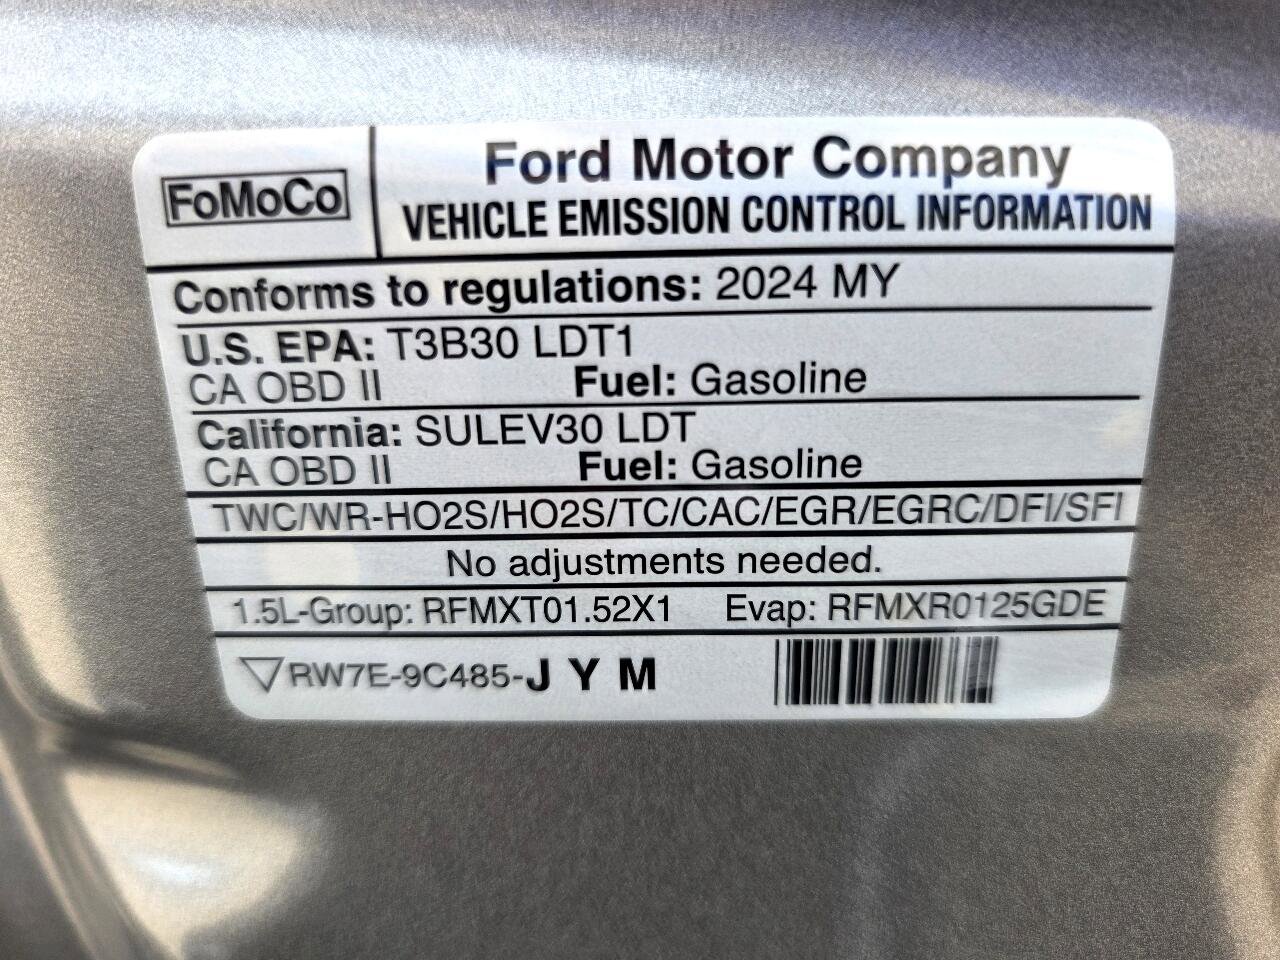 FoMoCo
Ford Motor Company
VEHICLE EMISSION CONTROL INFORMATION
Conforms to regulations: 2024 MY
U.S. EPA: T3B30 LDT1
CA OBD II Fuel: Gasoline
California: SULEV30 LDT
CA OBD II Fuel: Gasoline
TWC/WR-HO2S/HO2S/TC/CAC/EGR/EGRC/DFI/SFI
No adjustments needed.
1.5L-Group: RFMXT01.52X1 Evap: RFMXR0125GDE
RW7E-9C485-J Y M